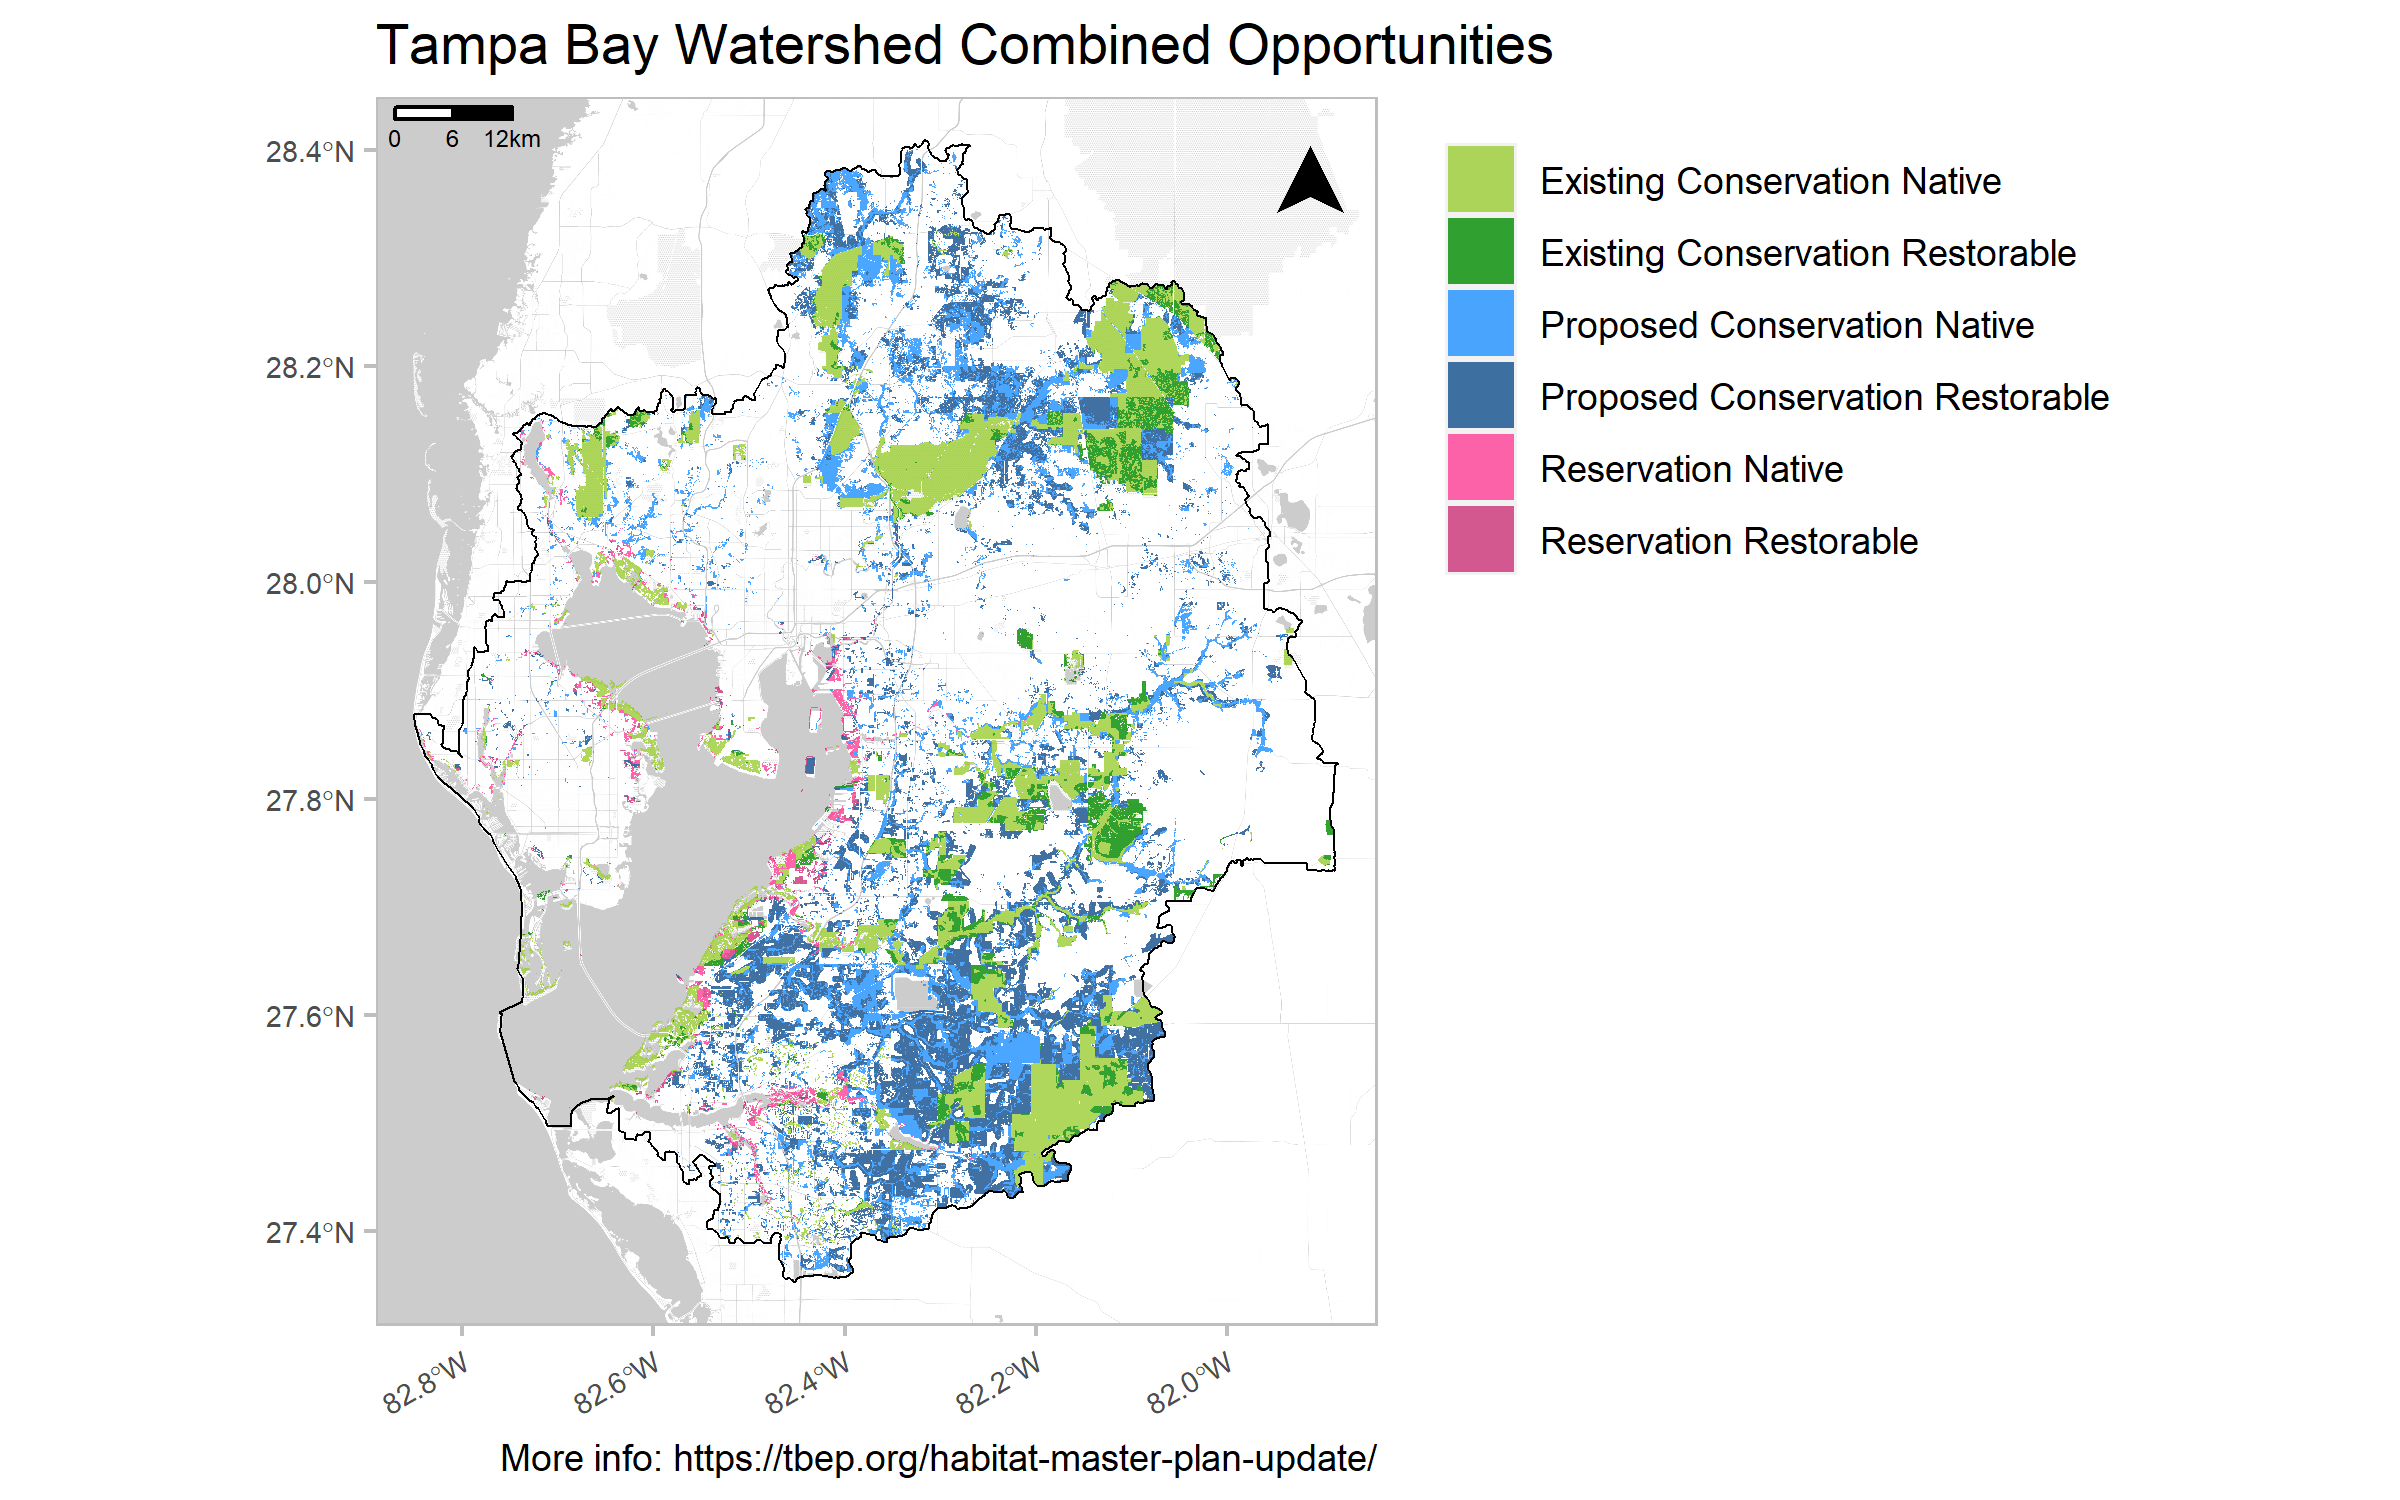 Tampa Bay Watershed Combined Opportunities
0 6 12km
28.4°N
28.2°N
28.0°N
27.8°N
27.6°N
27.4°N
82.8°W 82.6°W 82.4°W 82.2°W 82.0°W
Existing Conservation Native
Existing Conservation Restorable
Proposed Conservation Native
Proposed Conservation Restorable
Reservation Native
Reservation Restorable
More info: https://tbep.org/habitat-master-plan-update/